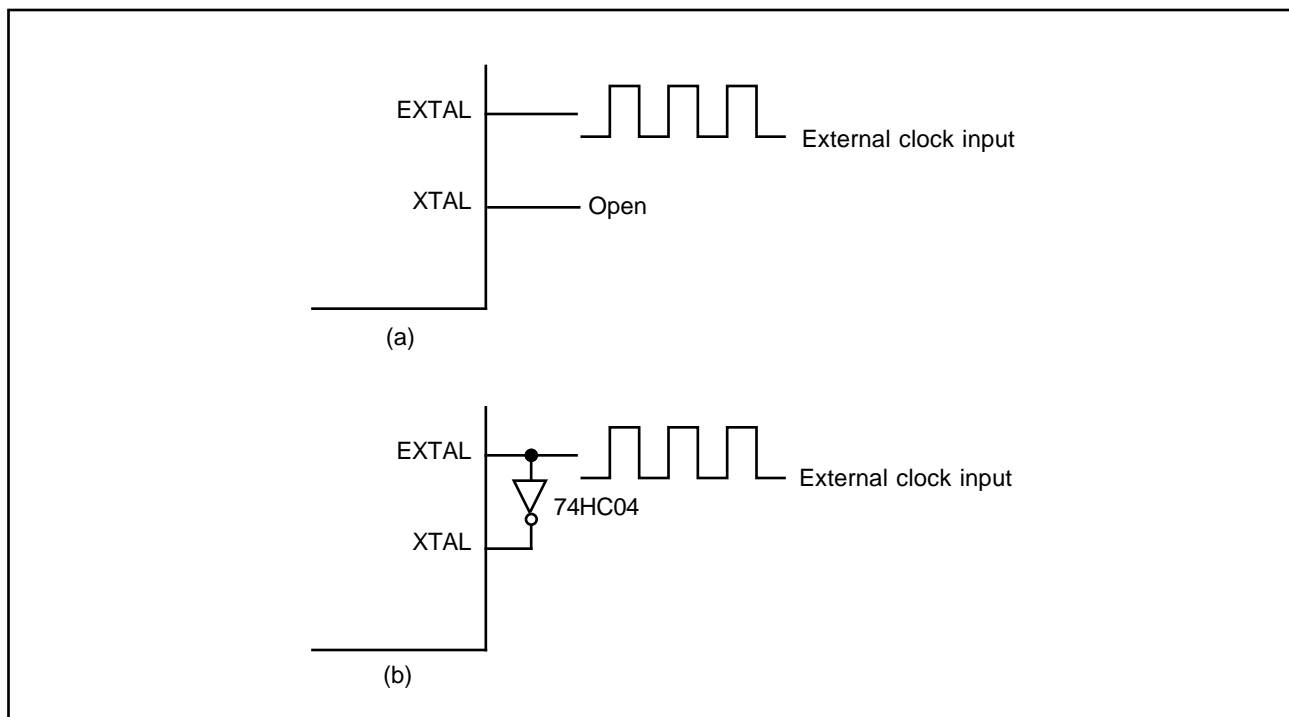 EXTAL
External clock input
XTAL
Open
(a)
EXTAL
External clock input
74HC04
XTAL
(b)